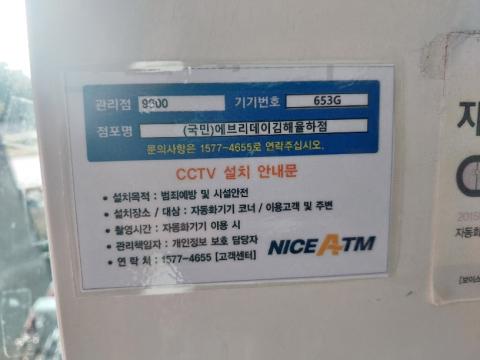 관리점 9600 기기번호 653G
점포명 (국민)에브리데이김해율하점
문의사항은 1577-4655로 연락주십시오.
CCTV 설치 안내문
• 설치목적 : 범죄예방 및 시설안전
• 설치장소 / 대상 : 자동화기기 코너 / 이용고객 및 주변
• 촬영시간 : 자동화기기 이용 시
• 관리책임자 : 개인정보 보호 담당자
• 연 락 처 : 1577-4655 [고객센터]
NICE ATM
자동화